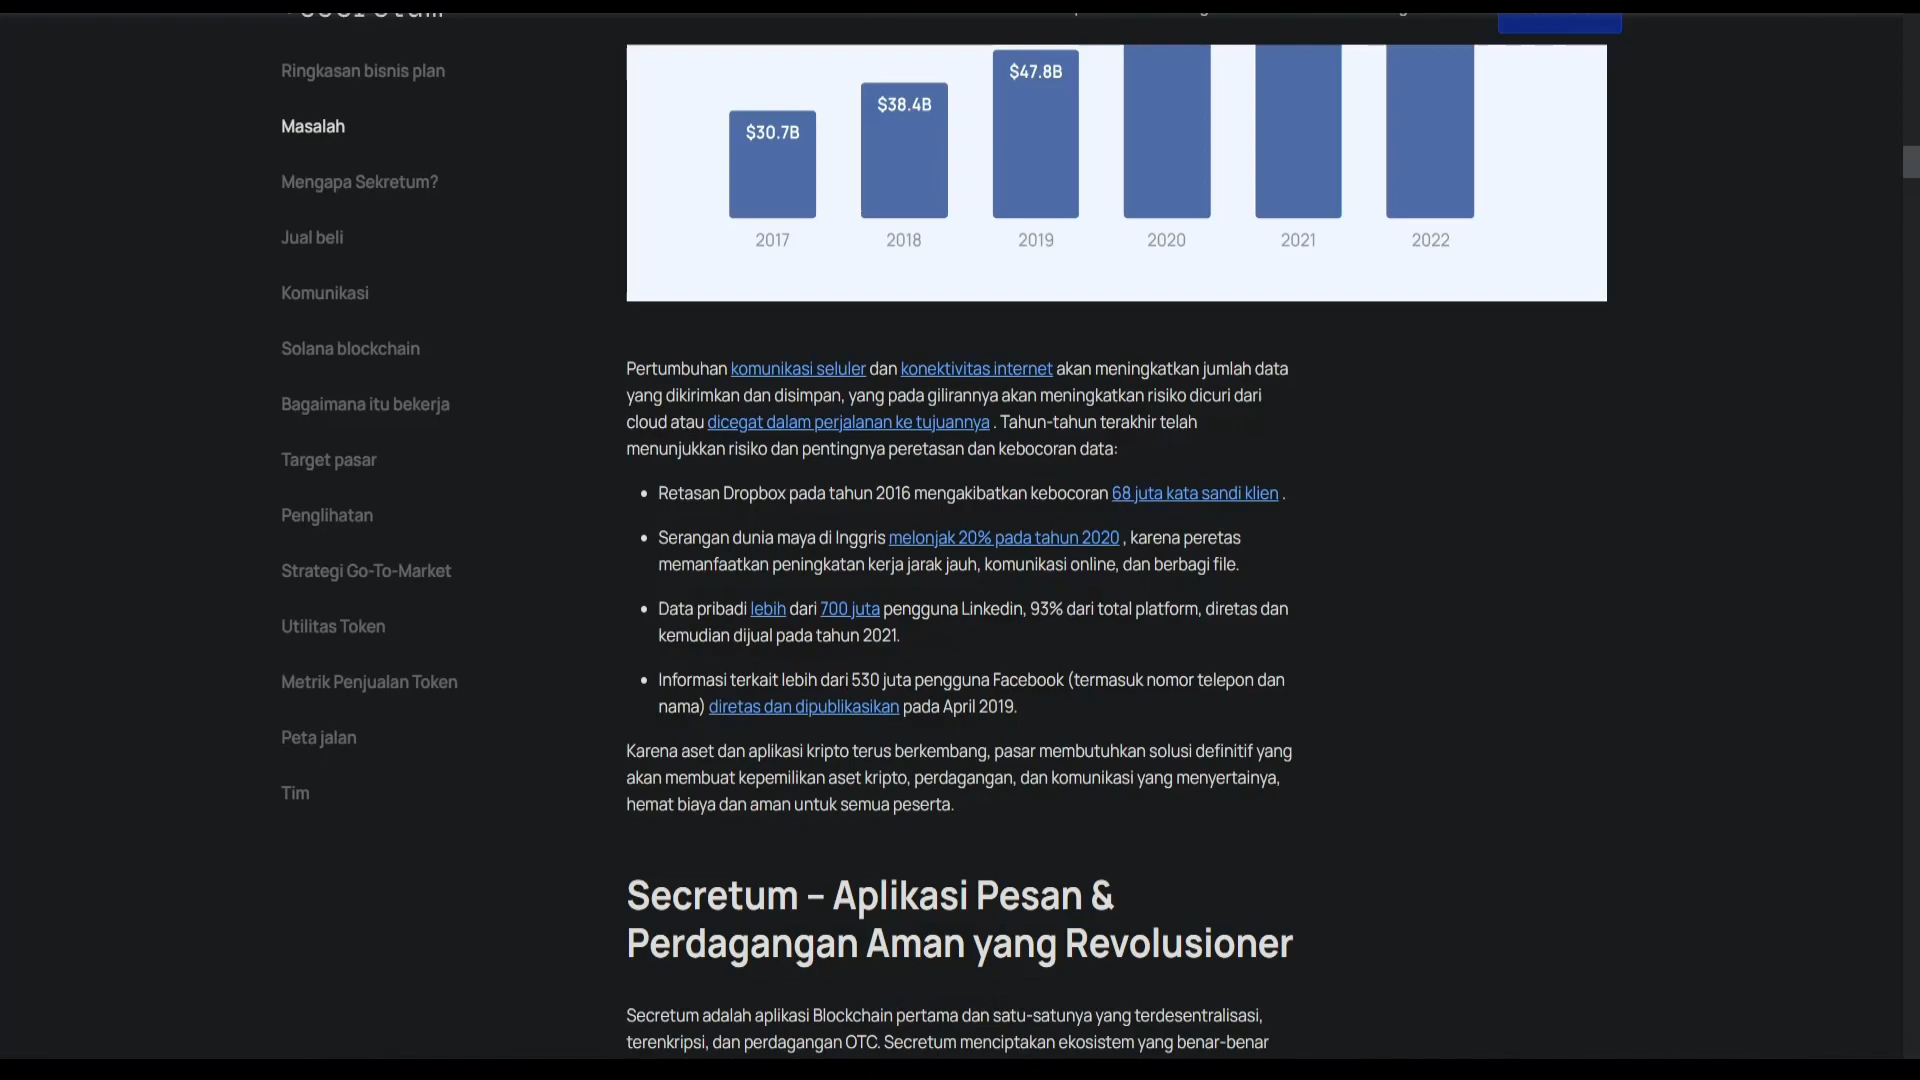 Ringkasan bisnis plan
Masalah
Mengapa Sekretum?
Jual beli
Komunikasi
Solana blockchain
Bagaimana itu bekerja
Target pasar
Penglihatan
Strategi Go-To-Market
Utilitas Token
Metrik Penjualan Token
Peta jalan
Tim
$30.7B
$38.4B
$47.8B
2017
2018
2019
2020
2021
2022
Pertumbuhan komunikasi seluler dan konektivitas internet akan meningkatkan jumlah data
yang dikirimkan dan disimpan, yang pada gilirannya akan meningkatkan risiko dicuri dari
cloud atau dicegat dalam perjalanan ke tujuannya . Tahun-tahun terakhir telah
menunjukkan risiko dan pentingnya peretasan dan kebocoran data:
• Retasan Dropbox pada tahun 2016 mengakibatkan kebocoran 68 juta kata sandi klien .
• Serangan dunia maya di Inggris melonjak 20% pada tahun 2020 , karena peretas
memanfaatkan peningkatan kerja jarak jauh, komunikasi online, dan berbagi file.
• Data pribadi lebih dari 700 juta pengguna Linkedin, 93% dari total platform, diretas dan
kemudian dijual pada tahun 2021.
• Informasi terkait lebih dari 530 juta pengguna Facebook (termasuk nomor telepon dan
nama) diretas dan dipublikasikan pada April 2019.
Karena aset dan aplikasi kripto terus berkembang, pasar membutuhkan solusi definitif yang
akan membuat kepemilikan aset kripto, perdagangan, dan komunikasi yang menyertainya,
hemat biaya dan aman untuk semua peserta.
Secretum – Aplikasi Pesan &
Perdagangan Aman yang Revolusioner
Secretum adalah aplikasi Blockchain pertama dan satu-satunya yang terdesentralisasi,
terenkripsi, dan perdagangan OTC. Secretum menciptakan ekosistem yang benar-benar